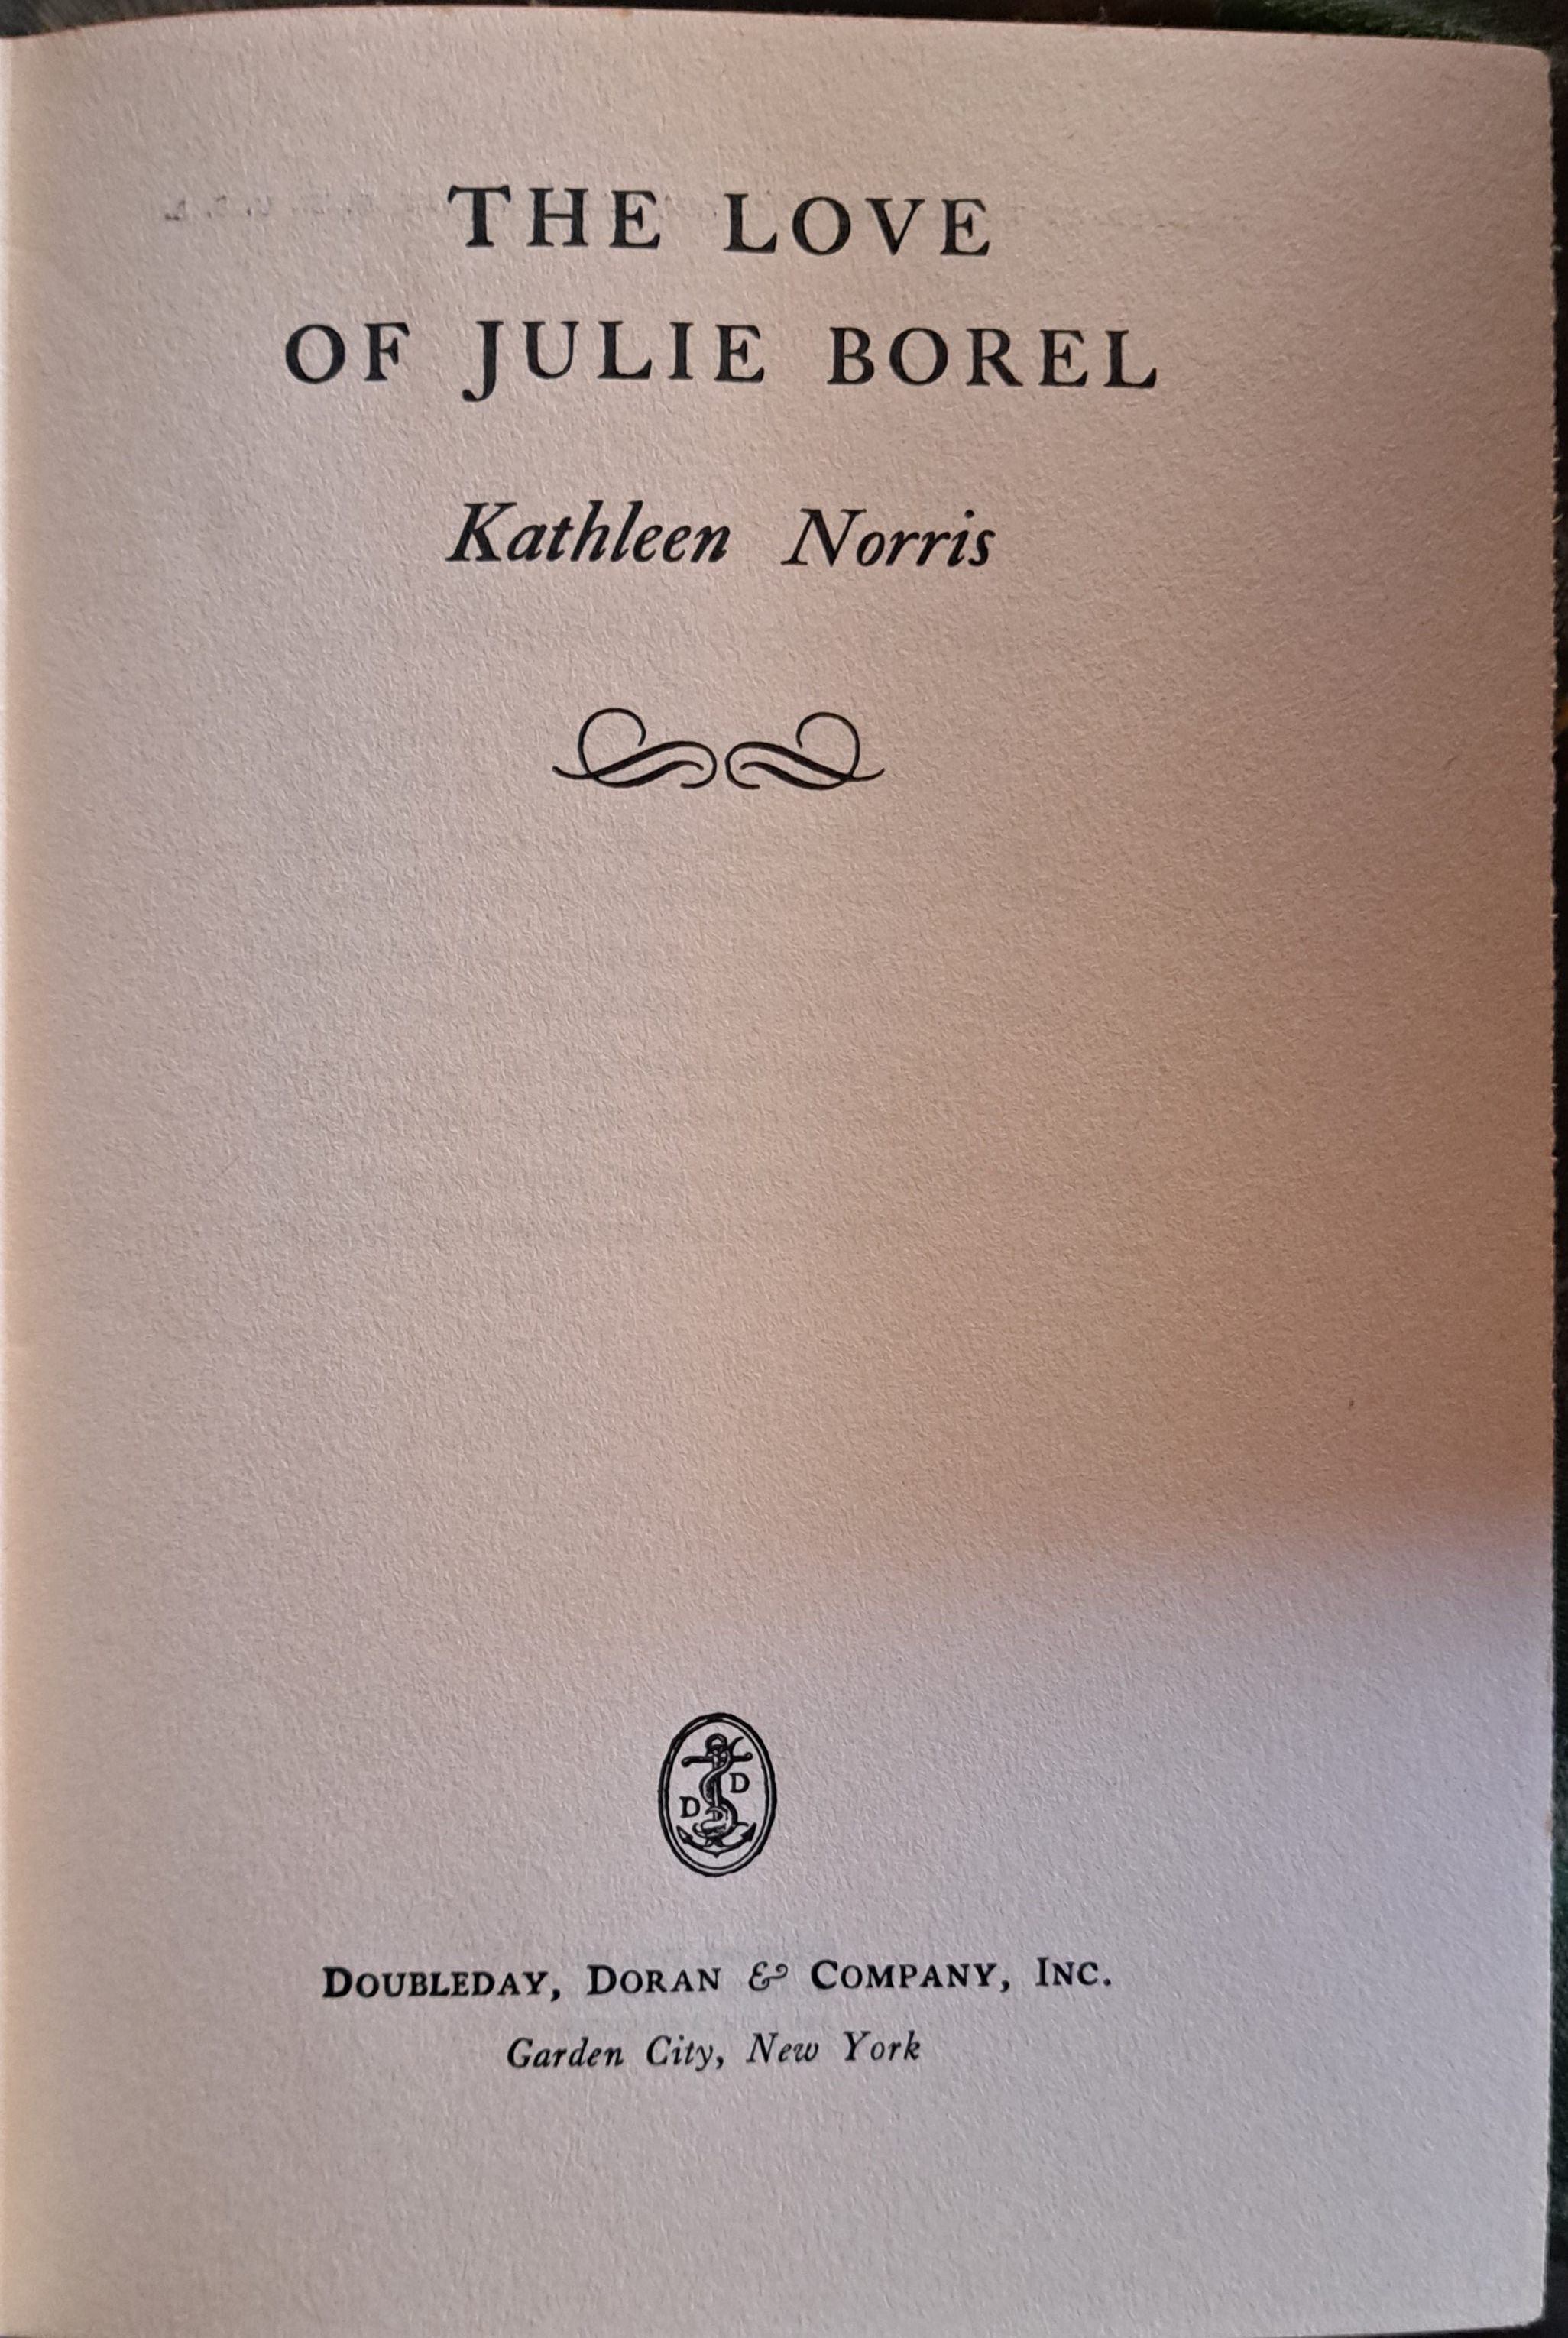 THE LOVE
OF JULIE BOREL
Kathleen Norris
D
D
DOUBLEDAY, DORAN & COMPANY, INC.
Garden City, New York